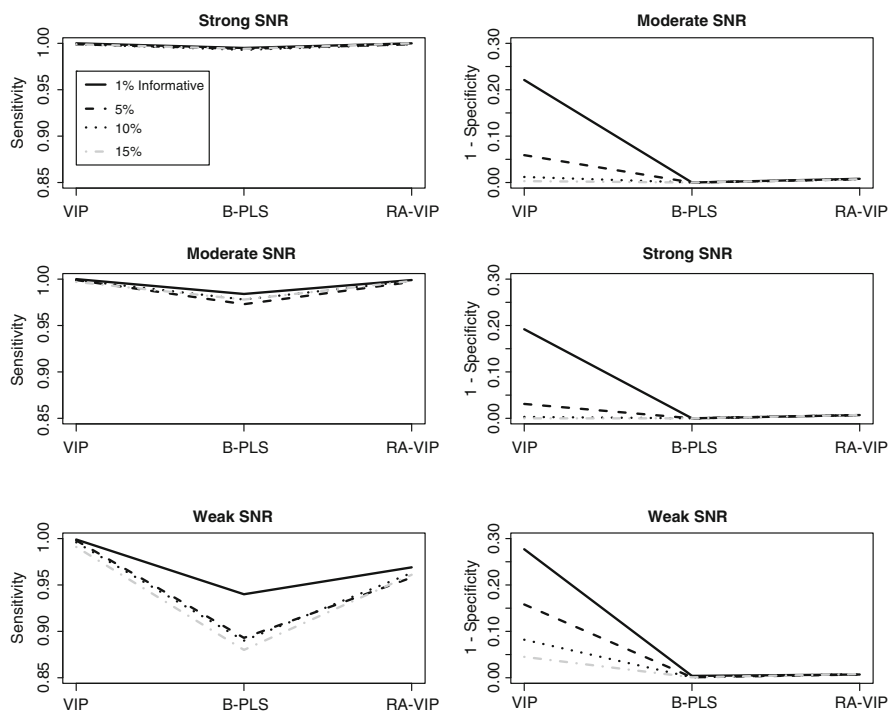 Strong SNR
Sensitivity
1.00
0.95
0.90
0.85
1% Informative
5%
10%
15%
VIP
B-PLS
RA-VIP
Moderate SNR
1 - Specificity
0.30
0.20
0.10
0.00
VIP
B-PLS
RA-VIP
Moderate SNR
Sensitivity
1.00
0.95
0.90
0.85
VIP
B-PLS
RA-VIP
Strong SNR
1 - Specificity
0.30
0.20
0.10
0.00
VIP
B-PLS
RA-VIP
Weak SNR
Sensitivity
1.00
0.95
0.90
0.85
VIP
B-PLS
RA-VIP
Weak SNR
1 - Specificity
0.30
0.20
0.10
0.00
VIP
B-PLS
RA-VIP